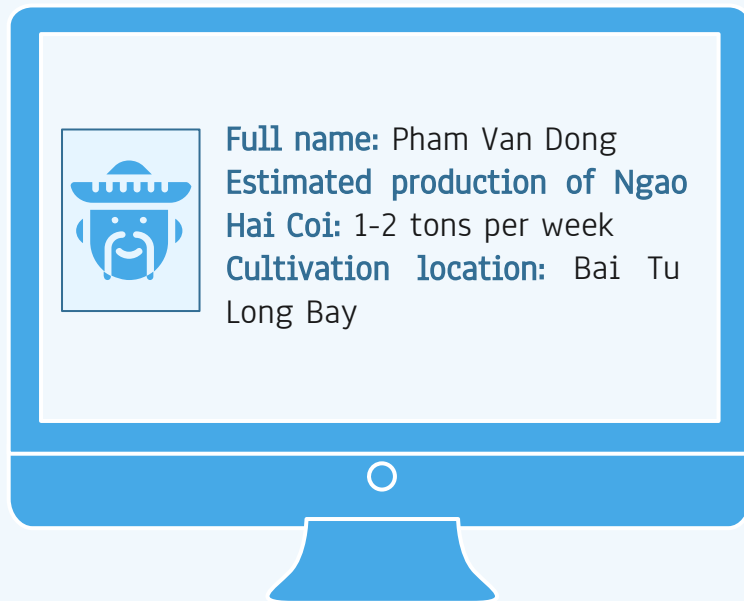 Full name: Pham Van Dong
Estimated production of Ngao
Hai Coi: 1-2 tons per week
Cultivation location: Bai Tu
Long Bay